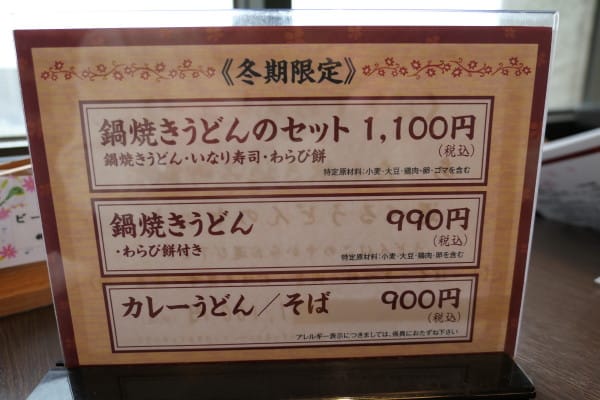 《冬期限定》
鍋焼きうどんのセット 1,100円
(税込)
鍋焼きうどん・いなり寿司・わらび餅
特定原材料:小麦・大豆・鶏肉・卵・ゴマを含む
鍋焼きうどん 990円
(税込)
・わらび餅付き
特定原材料:小麦・大豆・鶏肉・卵を含む
カレーうどん／そば 900円
(税込)
アレルギー表示につきましては、係員におたずね下さい
ビー